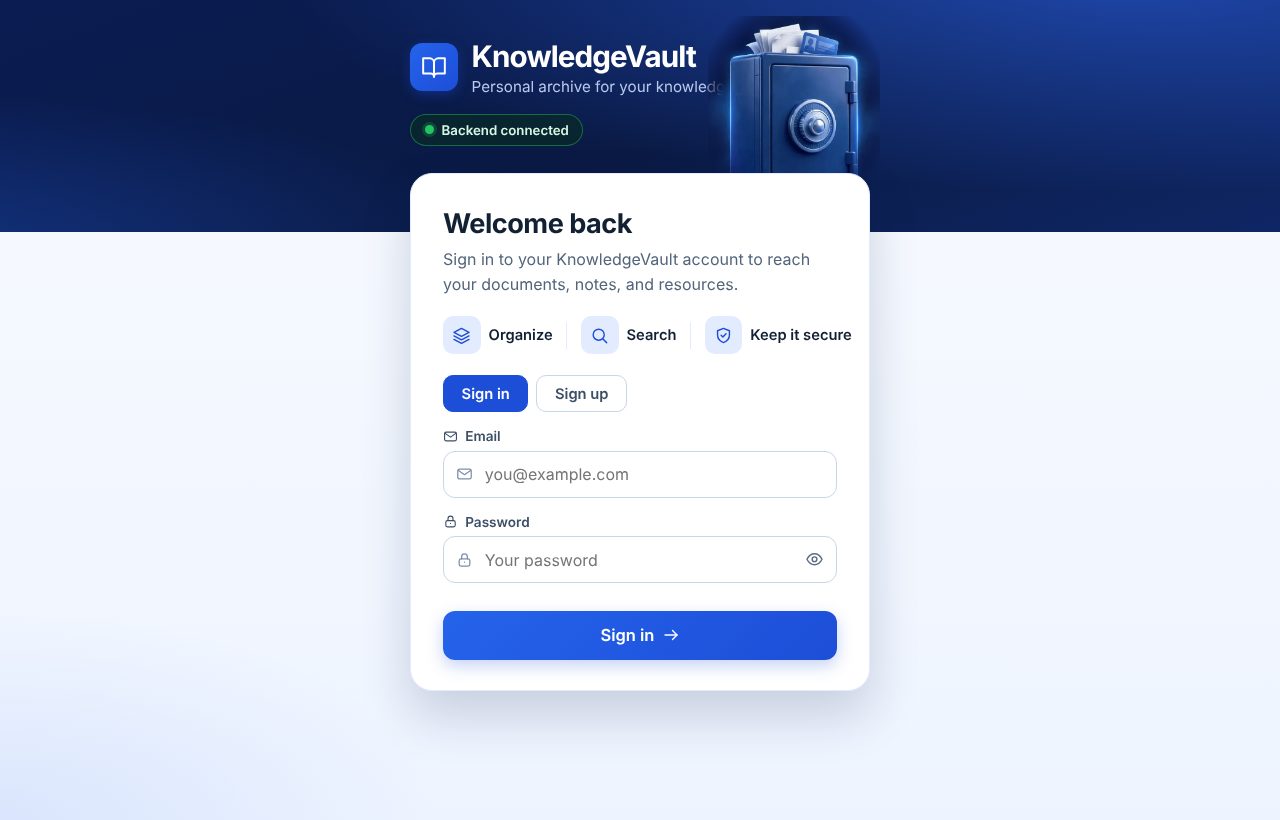 KnowledgeVault
Personal archive for your
Backend connected
Welcome back
Sign in to your KnowledgeVault account to reach
your documents, notes, and resources.
Organize
Search
Keep it secure
Sign in
Sign up
Email
you@example.com
Password
Your password
Sign in →